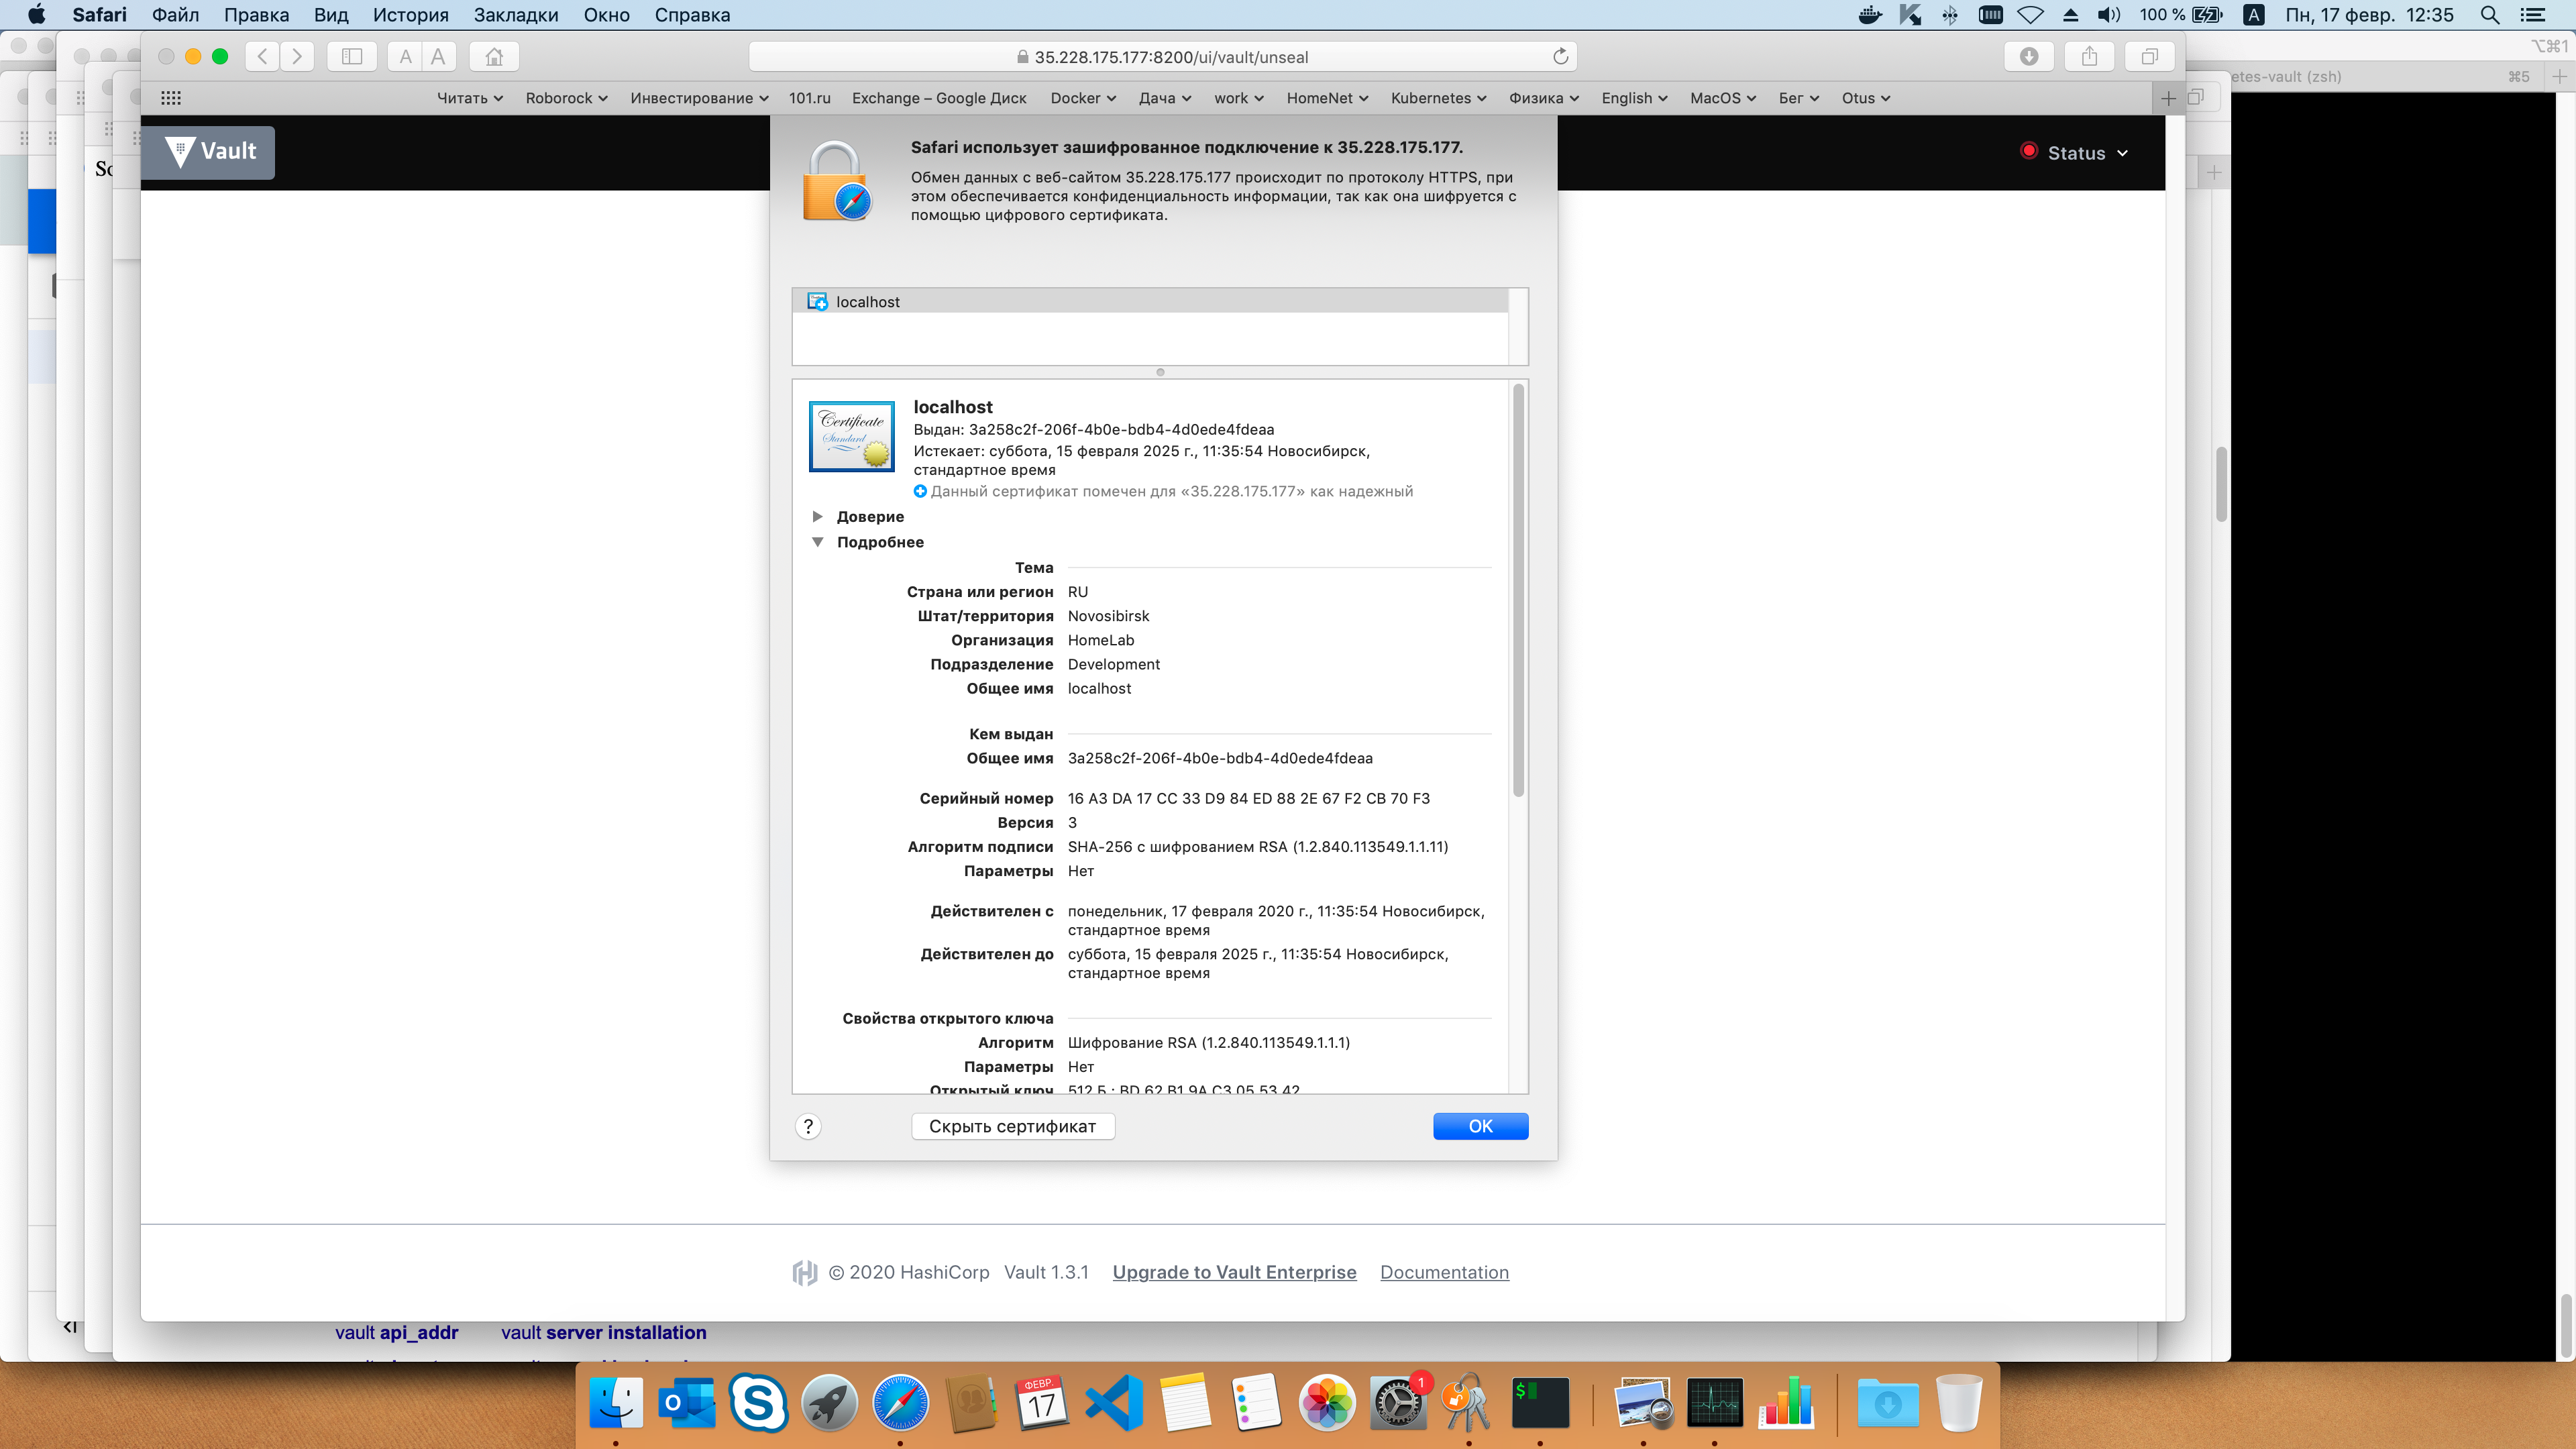 Safari Файл Правка Вид История Закладки Окно Справка 100 % A Пн, 17 февр. 12:35
⌥⌘1
A A 35.228.175.177:8200/ui/vault/unseal
etes-vault (zsh) ⌘5
Читать Roborock Инвестирование 101.ru Exchange – Google Диск Docker Дача work HomeNet Kubernetes Физика English MacOS Бег Otus
Vault
Status
Safari использует зашифрованное подключение к 35.228.175.177.
Обмен данных с веб-сайтом 35.228.175.177 происходит по протоколу HTTPS, при
этом обеспечивается конфиденциальность информации, так как она шифруется с
помощью цифрового сертификата.
localhost
Certificate
Standard
localhost
Выдан: 3a258c2f-206f-4b0e-bdb4-4d0ede4fdeaa
Истекает: суббота, 15 февраля 2025 г., 11:35:54 Новосибирск,
стандартное время
Данный сертификат помечен для «35.228.175.177» как надежный
Доверие
Подробнее
Тема
Страна или регион RU
Штат/территория Novosibirsk
Организация HomeLab
Подразделение Development
Общее имя localhost
Кем выдан
Общее имя 3a258c2f-206f-4b0e-bdb4-4d0ede4fdeaa
Серийный номер 16 A3 DA 17 CC 33 D9 84 ED 88 2E 67 F2 CB 70 F3
Версия 3
Алгоритм подписи SHA-256 с шифрованием RSA (1.2.840.113549.1.1.11)
Параметры Нет
Действителен с понедельник, 17 февраля 2020 г., 11:35:54 Новосибирск,
стандартное время
Действителен до суббота, 15 февраля 2025 г., 11:35:54 Новосибирск,
стандартное время
Свойства открытого ключа
Алгоритм Шифрование RSA (1.2.840.113549.1.1.1)
Параметры Нет
Открытый ключ 512 Б : BD 62 B1 9A C3 05 53 42
? Скрыть сертификат OK
© 2020 HashiCorp Vault 1.3.1 Upgrade to Vault Enterprise Documentation
vault api_addr vault server installation
ФЕВР.
17
1